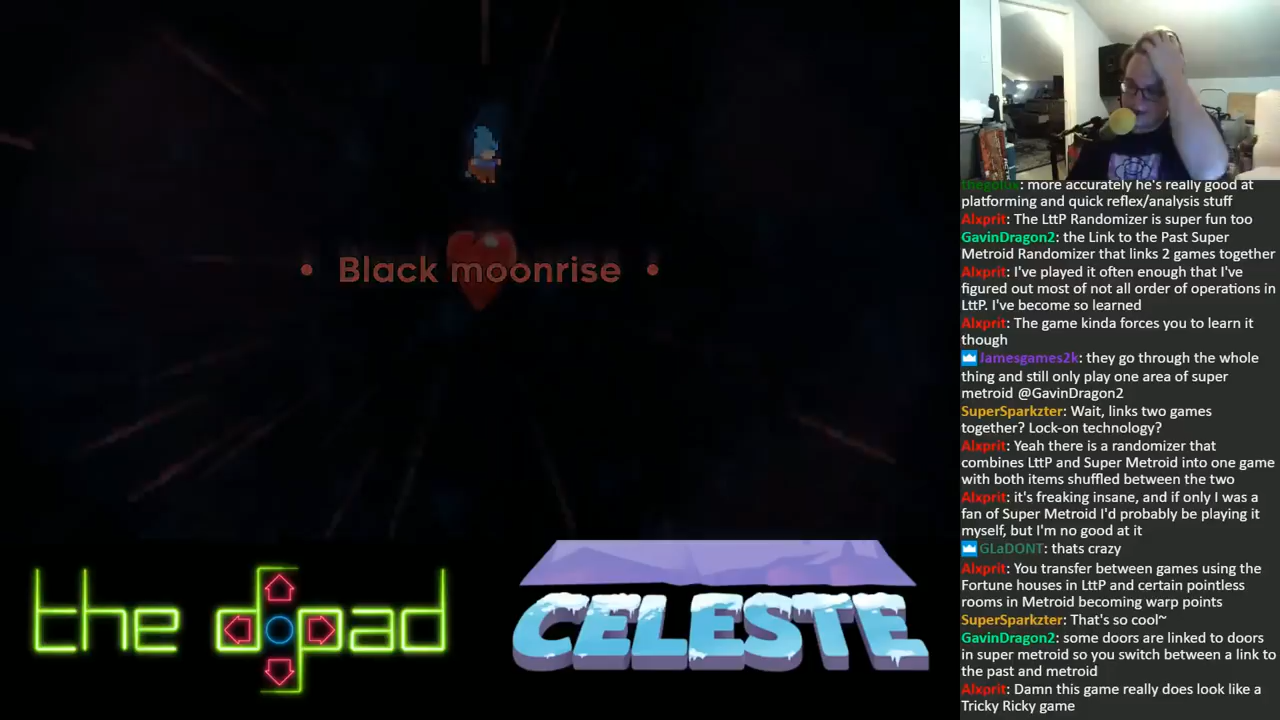 • Black moonrise •
thegolux: more accurately he's really good at
platforming and quick reflex/analysis stuff
Alxprit: The LttP Randomizer is super fun too
GavinDragon2: the Link to the Past Super
Metroid Randomizer that links 2 games together
Alxprit: I've played it often enough that I've
figured out most of not all order of operations in
LttP. I've become so learned
Alxprit: The game kinda forces you to learn it
though
Jamesgames2k: they go through the whole
thing and still only play one area of super
metroid @GavinDragon2
SuperSparkzter: Wait, links two games
together? Lock-on technology?
Alxprit: Yeah there is a randomizer that
combines LttP and Super Metroid into one game
with both items shuffled between the two
Alxprit: it's freaking insane, and if only I was a
fan of Super Metroid I'd probably be playing it
myself, but I'm no good at it
GLaDONT: thats crazy
Alxprit: You transfer between games using the
Fortune houses in LttP and certain pointless
rooms in Metroid becoming warp points
SuperSparkzter: That's so cool~
GavinDragon2: some doors are linked to doors
in super metroid so you switch between a link to
the past and metroid
Alxprit: Damn this game really does look like a
Tricky Ricky game
the dpad
CELESTE